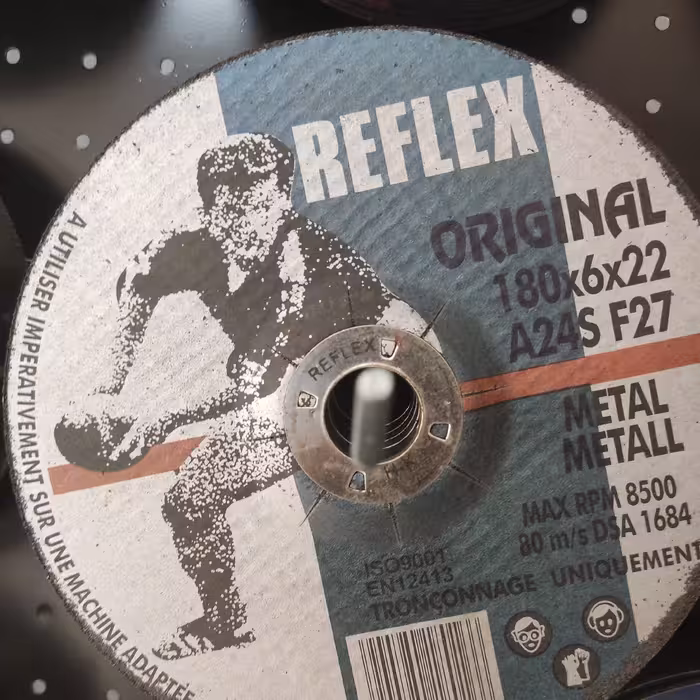 REFLEX
ORIGINAL
180x6x22
A24S F27
REFLEX
METAL
METALL
MAX RPM 8500
80 m/s DSA 1684
ISO9001
EN12413
TRONÇONNAGE UNIQUEMENT
A UTILISER IMPERATIVEMENT SUR UNE MACHINE ADAPTÉE